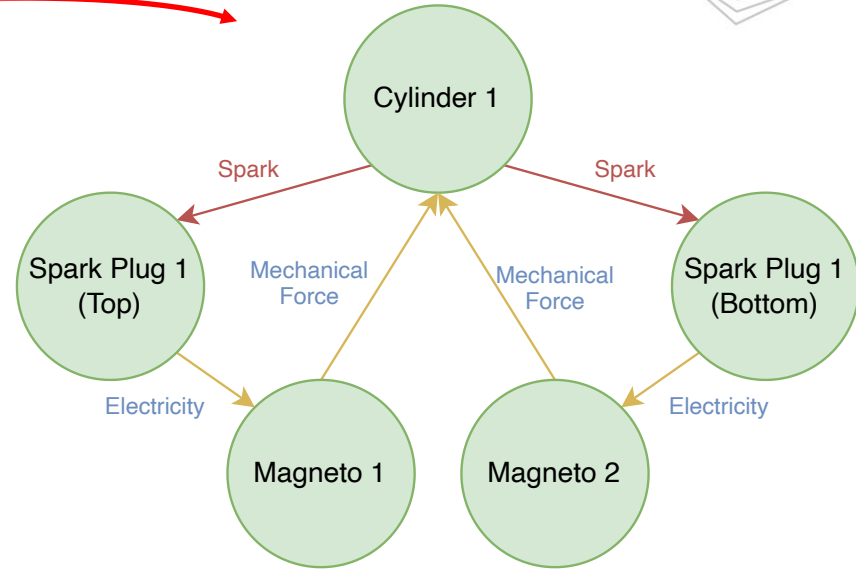 Cylinder 1
Spark
Spark
Spark Plug 1
(Top)
Mechanical
Force
Mechanical
Force
Spark Plug 1
(Bottom)
Electricity
Electricity
Magneto 1
Magneto 2